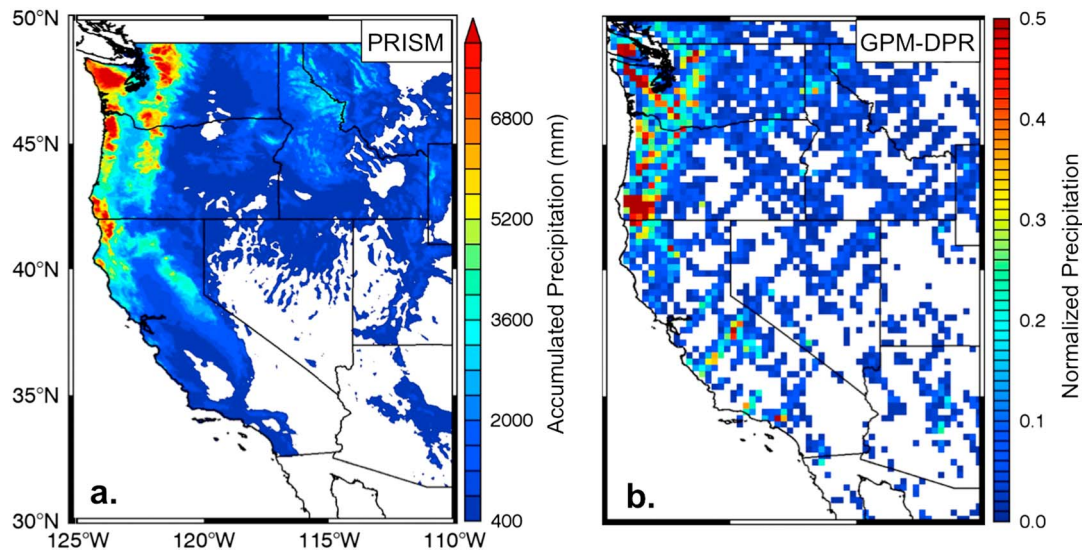 50°N
45°N
40°N
35°N
30°N
125°W
120°W
115°W
110°W
PRISM
a.
6800
5200
3600
2000
400
Accumulated Precipitation (mm)
GPM-DPR
b.
0.5
0.4
0.3
0.2
0.1
0.0
Normalized Precipitation